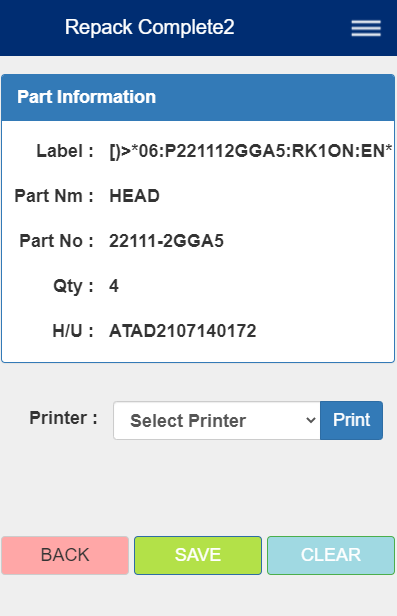 Repack Complete2
Part Information
Label : [)>*06:P221112GGA5:RK1ON:EN*
Part Nm : HEAD
Part No : 22111-2GGA5
Qty : 4
H/U : ATAD2107140172
Printer : Select Printer Print
BACK SAVE CLEAR